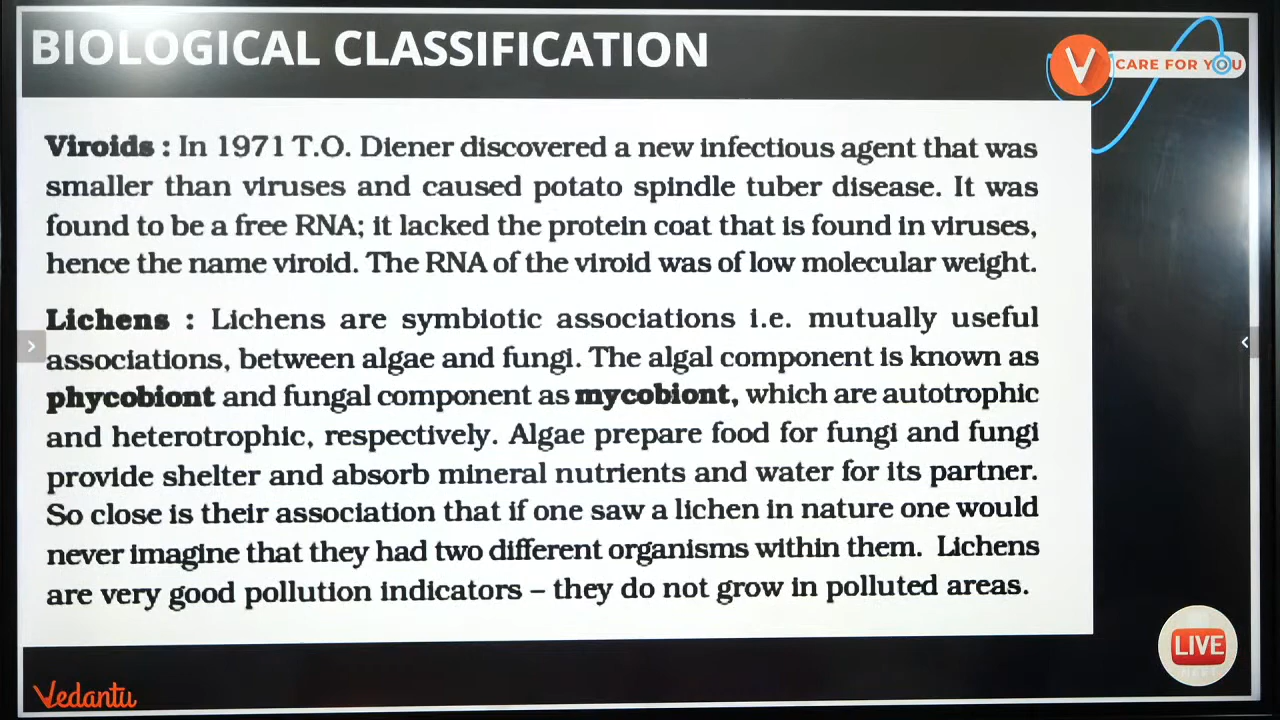 BIOLOGICAL CLASSIFICATION
V CARE FOR YOU
Viroids : In 1971 T.O. Diener discovered a new infectious agent that was
smaller than viruses and caused potato spindle tuber disease. It was
found to be a free RNA; it lacked the protein coat that is found in viruses,
hence the name viroid. The RNA of the viroid was of low molecular weight.
Lichens : Lichens are symbiotic associations i.e. mutually useful
associations, between algae and fungi. The algal component is known as
phycobiont and fungal component as mycobiont, which are autotrophic
and heterotrophic, respectively. Algae prepare food for fungi and fungi
provide shelter and absorb mineral nutrients and water for its partner.
So close is their association that if one saw a lichen in nature one would
never imagine that they had two different organisms within them. Lichens
are very good pollution indicators – they do not grow in polluted areas.
LIVE
Vedantu